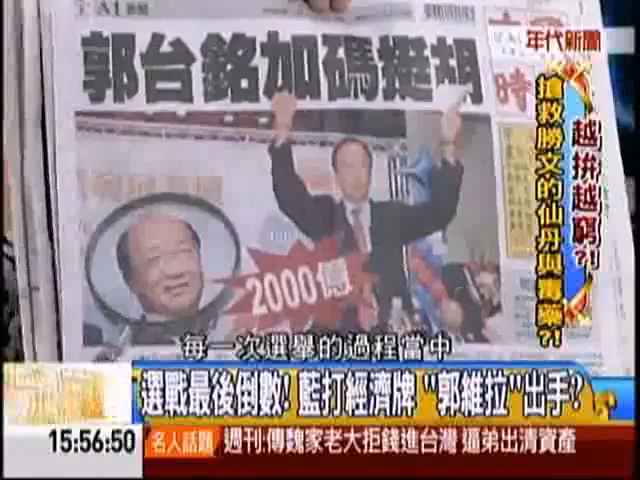 A1
年代新聞
郭台銘加碼挺胡
時
越拚越窮?!
搶救勝文的仙丹與毒藥?!
2000億
每一次選舉的過程當中
選戰最後倒數! 藍打經濟牌 "郭維拉"出手?
15:56:50
名人話題
週刊:傳魏家老大拒錢進台灣 逼弟出清資產